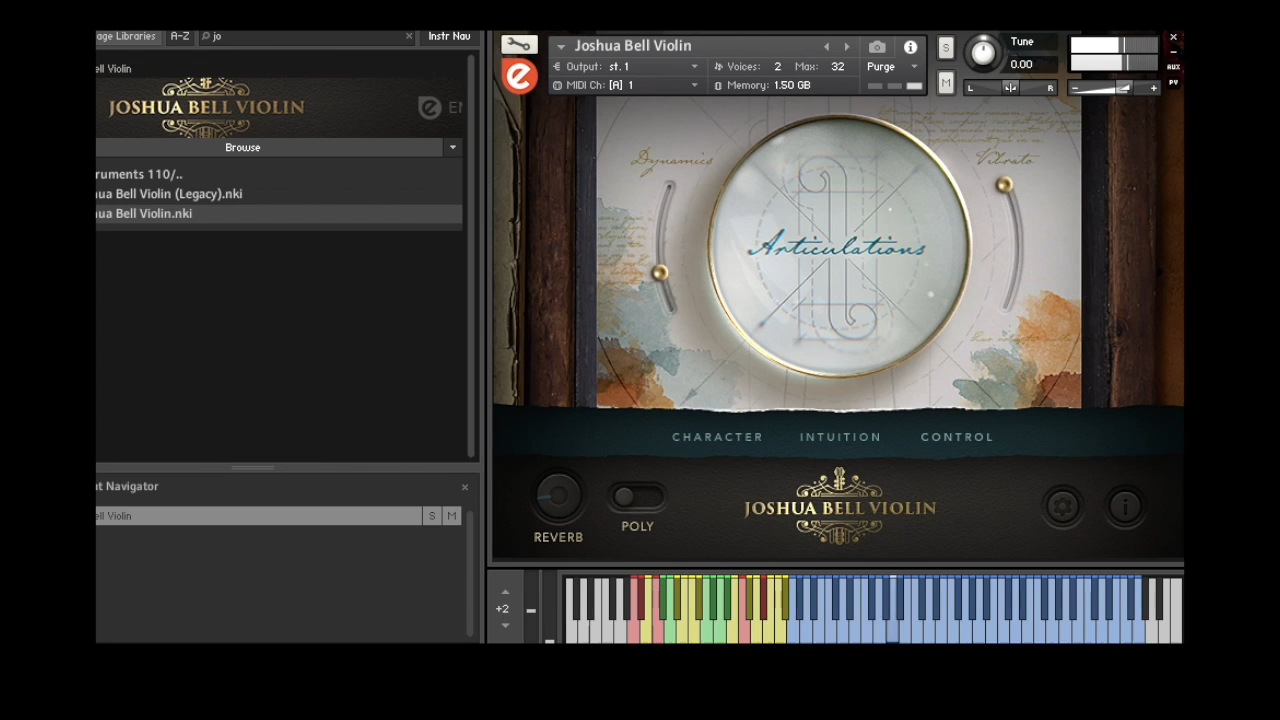 age Libraries A-Z jo × Instr Nav
ell Violin
JOSHUA BELL VIOLIN
e EM
Browse
ruments 110/..
ua Bell Violin (Legacy).nki
ua Bell Violin.nki
t Navigator ×
ell Violin S M
Joshua Bell Violin
Output: st. 1 Voices: 2 Max: 32 Purge
MIDI Ch: [A] 1 Memory: 1.50 GB
S
M
Tune
0.00
L R
- +
×
-
AUX
PV
Dynamics
Vibrato
Articulations
CHARACTER INTUITION CONTROL
REVERB
POLY
JOSHUA BELL VIOLIN
i
+2